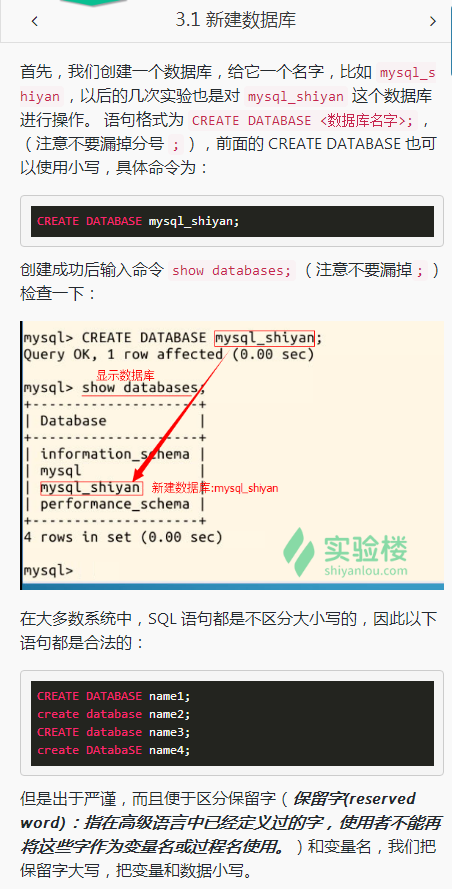 ‹ 3.1 新建数据库 ›
首先，我们创建一个数据库，给它一个名字，比如 mysql_s
hiyan，以后的几次实验也是对 mysql_shiyan 这个数据库
进行操作。 语句格式为 CREATE DATABASE <数据库名字>;，
（ 注意不要漏掉分号 ; ），前面的 CREATE DATABASE 也可
以使用小写，具体命令为：
CREATE DATABASE mysql_shiyan;
创建成功后输入命令 show databases; （ 注意不要漏掉 ; ）
检查一下：
mysql> CREATE DATABASE mysql_shiyan;
Query OK, 1 row affected (0.00 sec)
显示数据库
mysql> show databases;
+--------------------+
| Database           |
+--------------------+
| information_schema |
| mysql              |
| mysql_shiyan       | 新建数据库:mysql_shiyan
| performance_schema |
+--------------------+
4 rows in set (0.00 sec)
实验楼
shiyanlou.com
mysql>
在大多数系统中，SQL 语句都是不区分大小写的，因此以下
语句都是合法的：
CREATE DATABASE name1;
create database name2;
CREATE database name3;
create DAtabaSE name4;
但是出于严谨，而且便于区分保留字（ 保留字(reserved
word) ：指在高级语言中已经定义过的字，使用者不能再
将这些字作为变量名或过程名使用。 ）和变量名，我们把
保留字大写，把变量和数据小写。